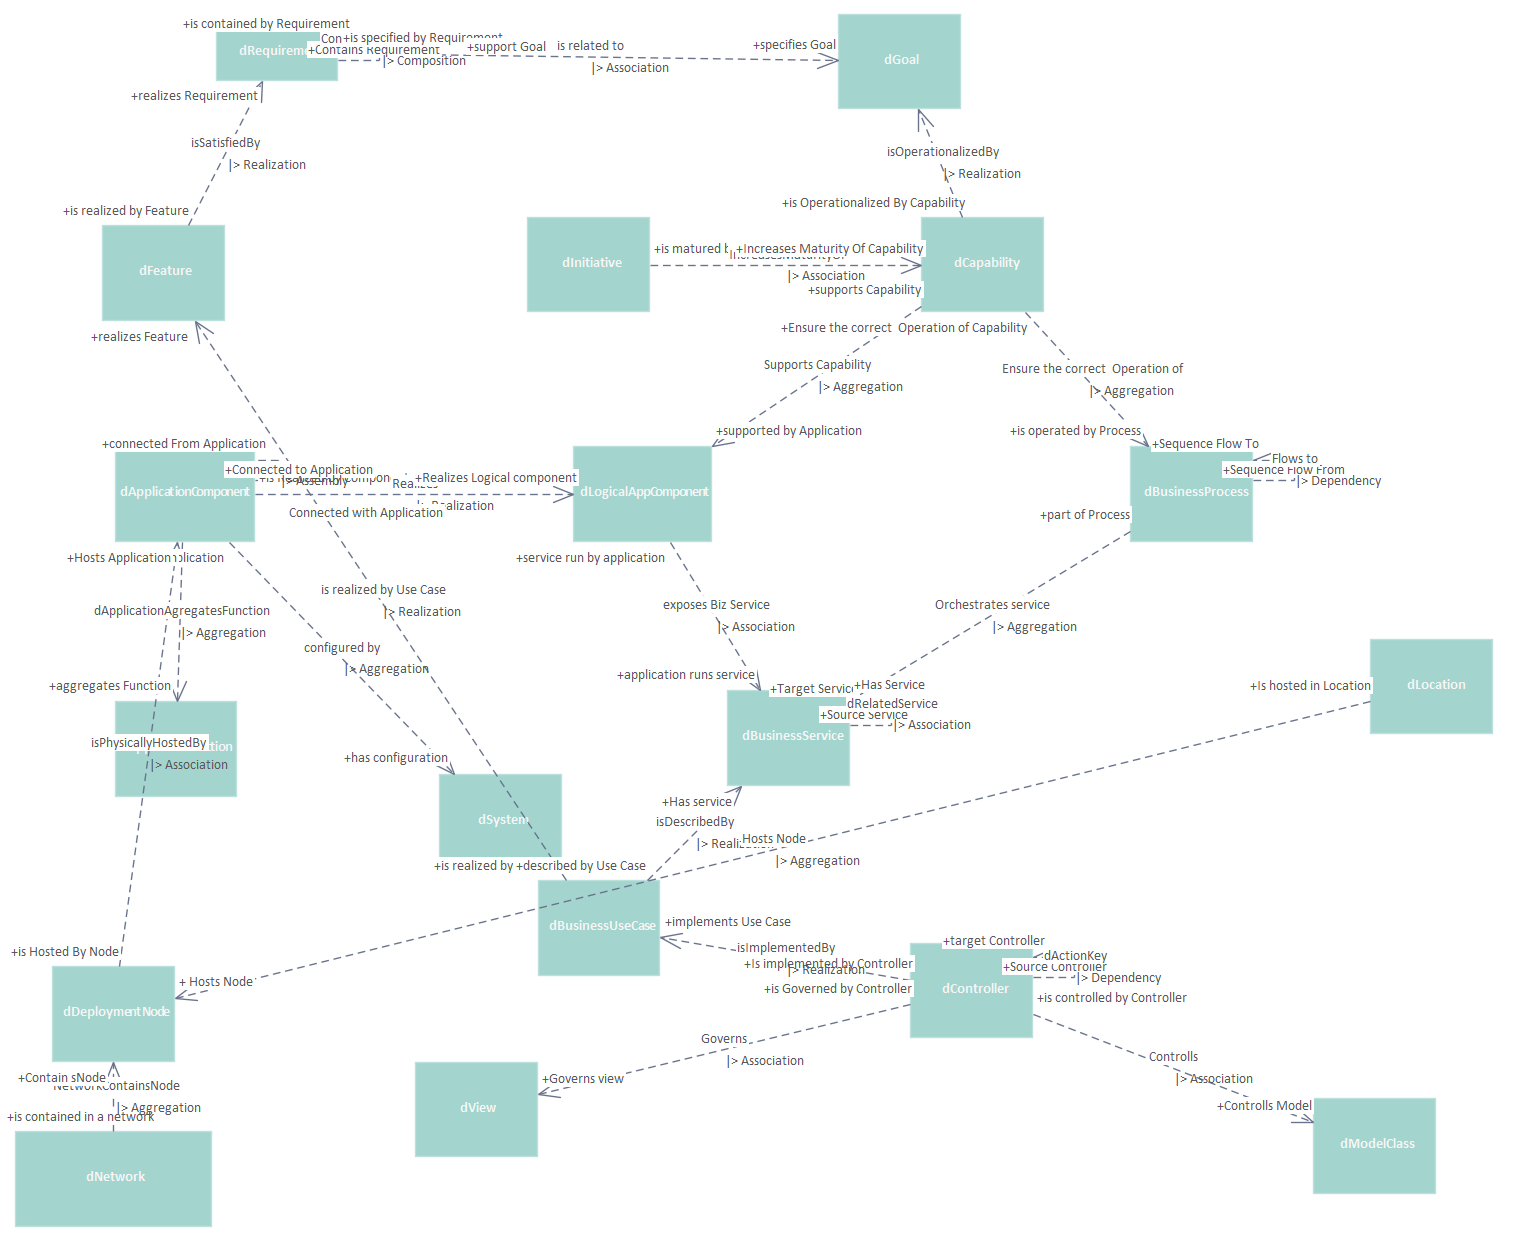 +is contained by Requirement
+is specified by Requirement
+Contains Requirement
+support Goal
is related to
+specifies Goal
|> Composition
|> Association
dGoal
+realizes Requirement
isSatisfiedBy
|> Realization
isOperationalizedBy
|> Realization
+is realized by Feature
+is Operationalized By Capability
dFeature
dInitiative
+is matured
+Increases Maturity Of Capability
dCapability
|> Association
+supports Capability
+realizes Feature
+Ensure the correct Operation of Capability
Supports Capability
|> Aggregation
Ensure the correct Operation of
|> Aggregation
+connected From Application
+supported by Application
+is operated by Process
+Sequence Flow To
Flows to
+Sequence Flow From
|> Dependency
+Connected to Application
|> Assembly
Realizes
+Realizes Logical component
dApplicationComponent
dLogicalAppComponent
dBusinessProcess
|> Realization
Connected with Application
+part of Process
+Hosts Application
+service run by application
is realized by Use Case
|> Realization
dApplicationAgregatesFunction
|> Aggregation
exposes Biz Service
|> Association
Orchestrates service
|> Aggregation
configured by
|> Aggregation
+aggregates Function
+application runs service
+Target Service
+Has Service
dRelatedService
+Source Service
|> Association
+Is hosted in Location
dLocation
isPhysicallyHostedBy
|> Association
dBusinessService
+has configuration
dSystem
+Has service
isDescribedBy
Hosts Node
|> Aggregation
+is realized by
+described by Use Case
dBusinessUseCase
+implements Use Case
isImplementedBy
+Is implemented by Controller
|> Realization
+target Controller
dActionKey
+Source Controller
|> Dependency
+is Hosted By Node
+ Hosts Node
+is Governed by Controller
dController
+is controlled by Controller
dDeploymentNode
Governs
|> Association
Controlls
|> Association
+Contain sNode
NetworkContainsNode
|> Aggregation
+is contained in a network
+Governs view
dView
+Controlls Model
dModelClass
dNetwork